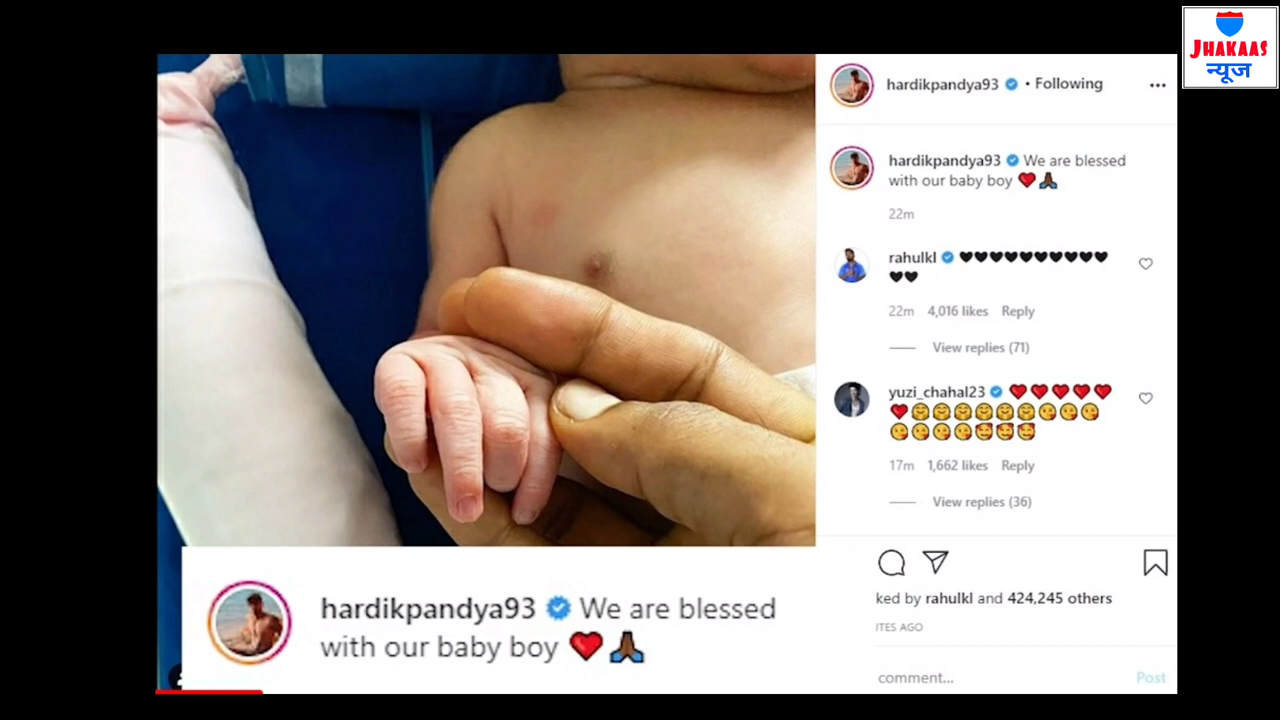 JHAKAAS
न्यूज
hardikpandya93 • Following
hardikpandya93 We are blessed
with our baby boy ❤️🙏🏾
22m
rahulkl 🖤🖤🖤🖤🖤🖤🖤🖤🖤🖤
🖤🖤
22m 4,016 likes Reply
View replies (71)
yuzi_chahal23 ❤️❤️❤️❤️❤️
❤️🤗🤗🤗🤗🤗🤗😘😘😘
😘😘😘😘🥰🥰🥰
17m 1,662 likes Reply
View replies (36)
ked by rahulkl and 424,245 others
ITES AGO
comment... Post
hardikpandya93 We are blessed
with our baby boy ❤️🙏🏾